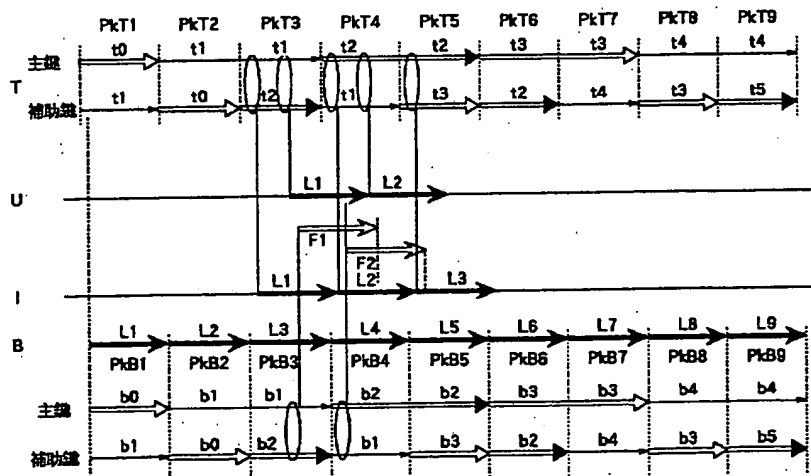 PkT1 PkT2 PkT3 PkT4 PkT5 PkT6 PkT7 PkT8 PkT9
t0 t1 t1 t2 t2 t3 t3 t4 t4
主鍵
T
t1 t0 t2 t1 t3 t2 t4 t3 t5
補助鍵
L1 L2
U
F1
F2
L1 L2 L3
I
L1 L2 L3 L4 L5 L6 L7 L8 L9
B
PkB1 PkB2 PkB3 PkB4 PkB5 PkB6 PkB7 PkB8 PkB9
b0 b1 b1 b2 b2 b3 b3 b4 b4
主鍵
b1 b0 b2 b1 b3 b2 b4 b3 b5
補助鍵